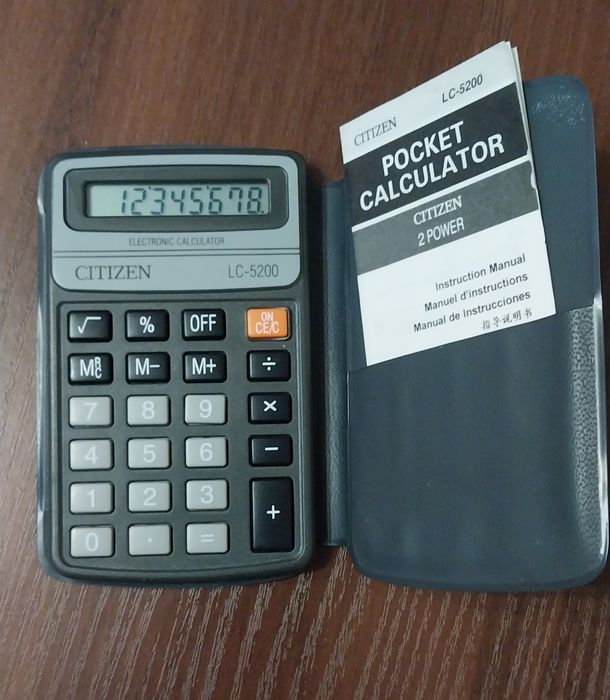 12345678.
ELECTRONIC CALCULATOR
CITIZEN LC-5200
√ % OFF ON CE/C
MRC M− M+ ÷
7 8 9 ×
4 5 6 −
1 2 3 +
0 · =
CITIZEN LC-5200
POCKET
CALCULATOR
CITIZEN
2 POWER
Instruction Manual
Manuel d'instructions
Manual de Instrucciones
指导说明书